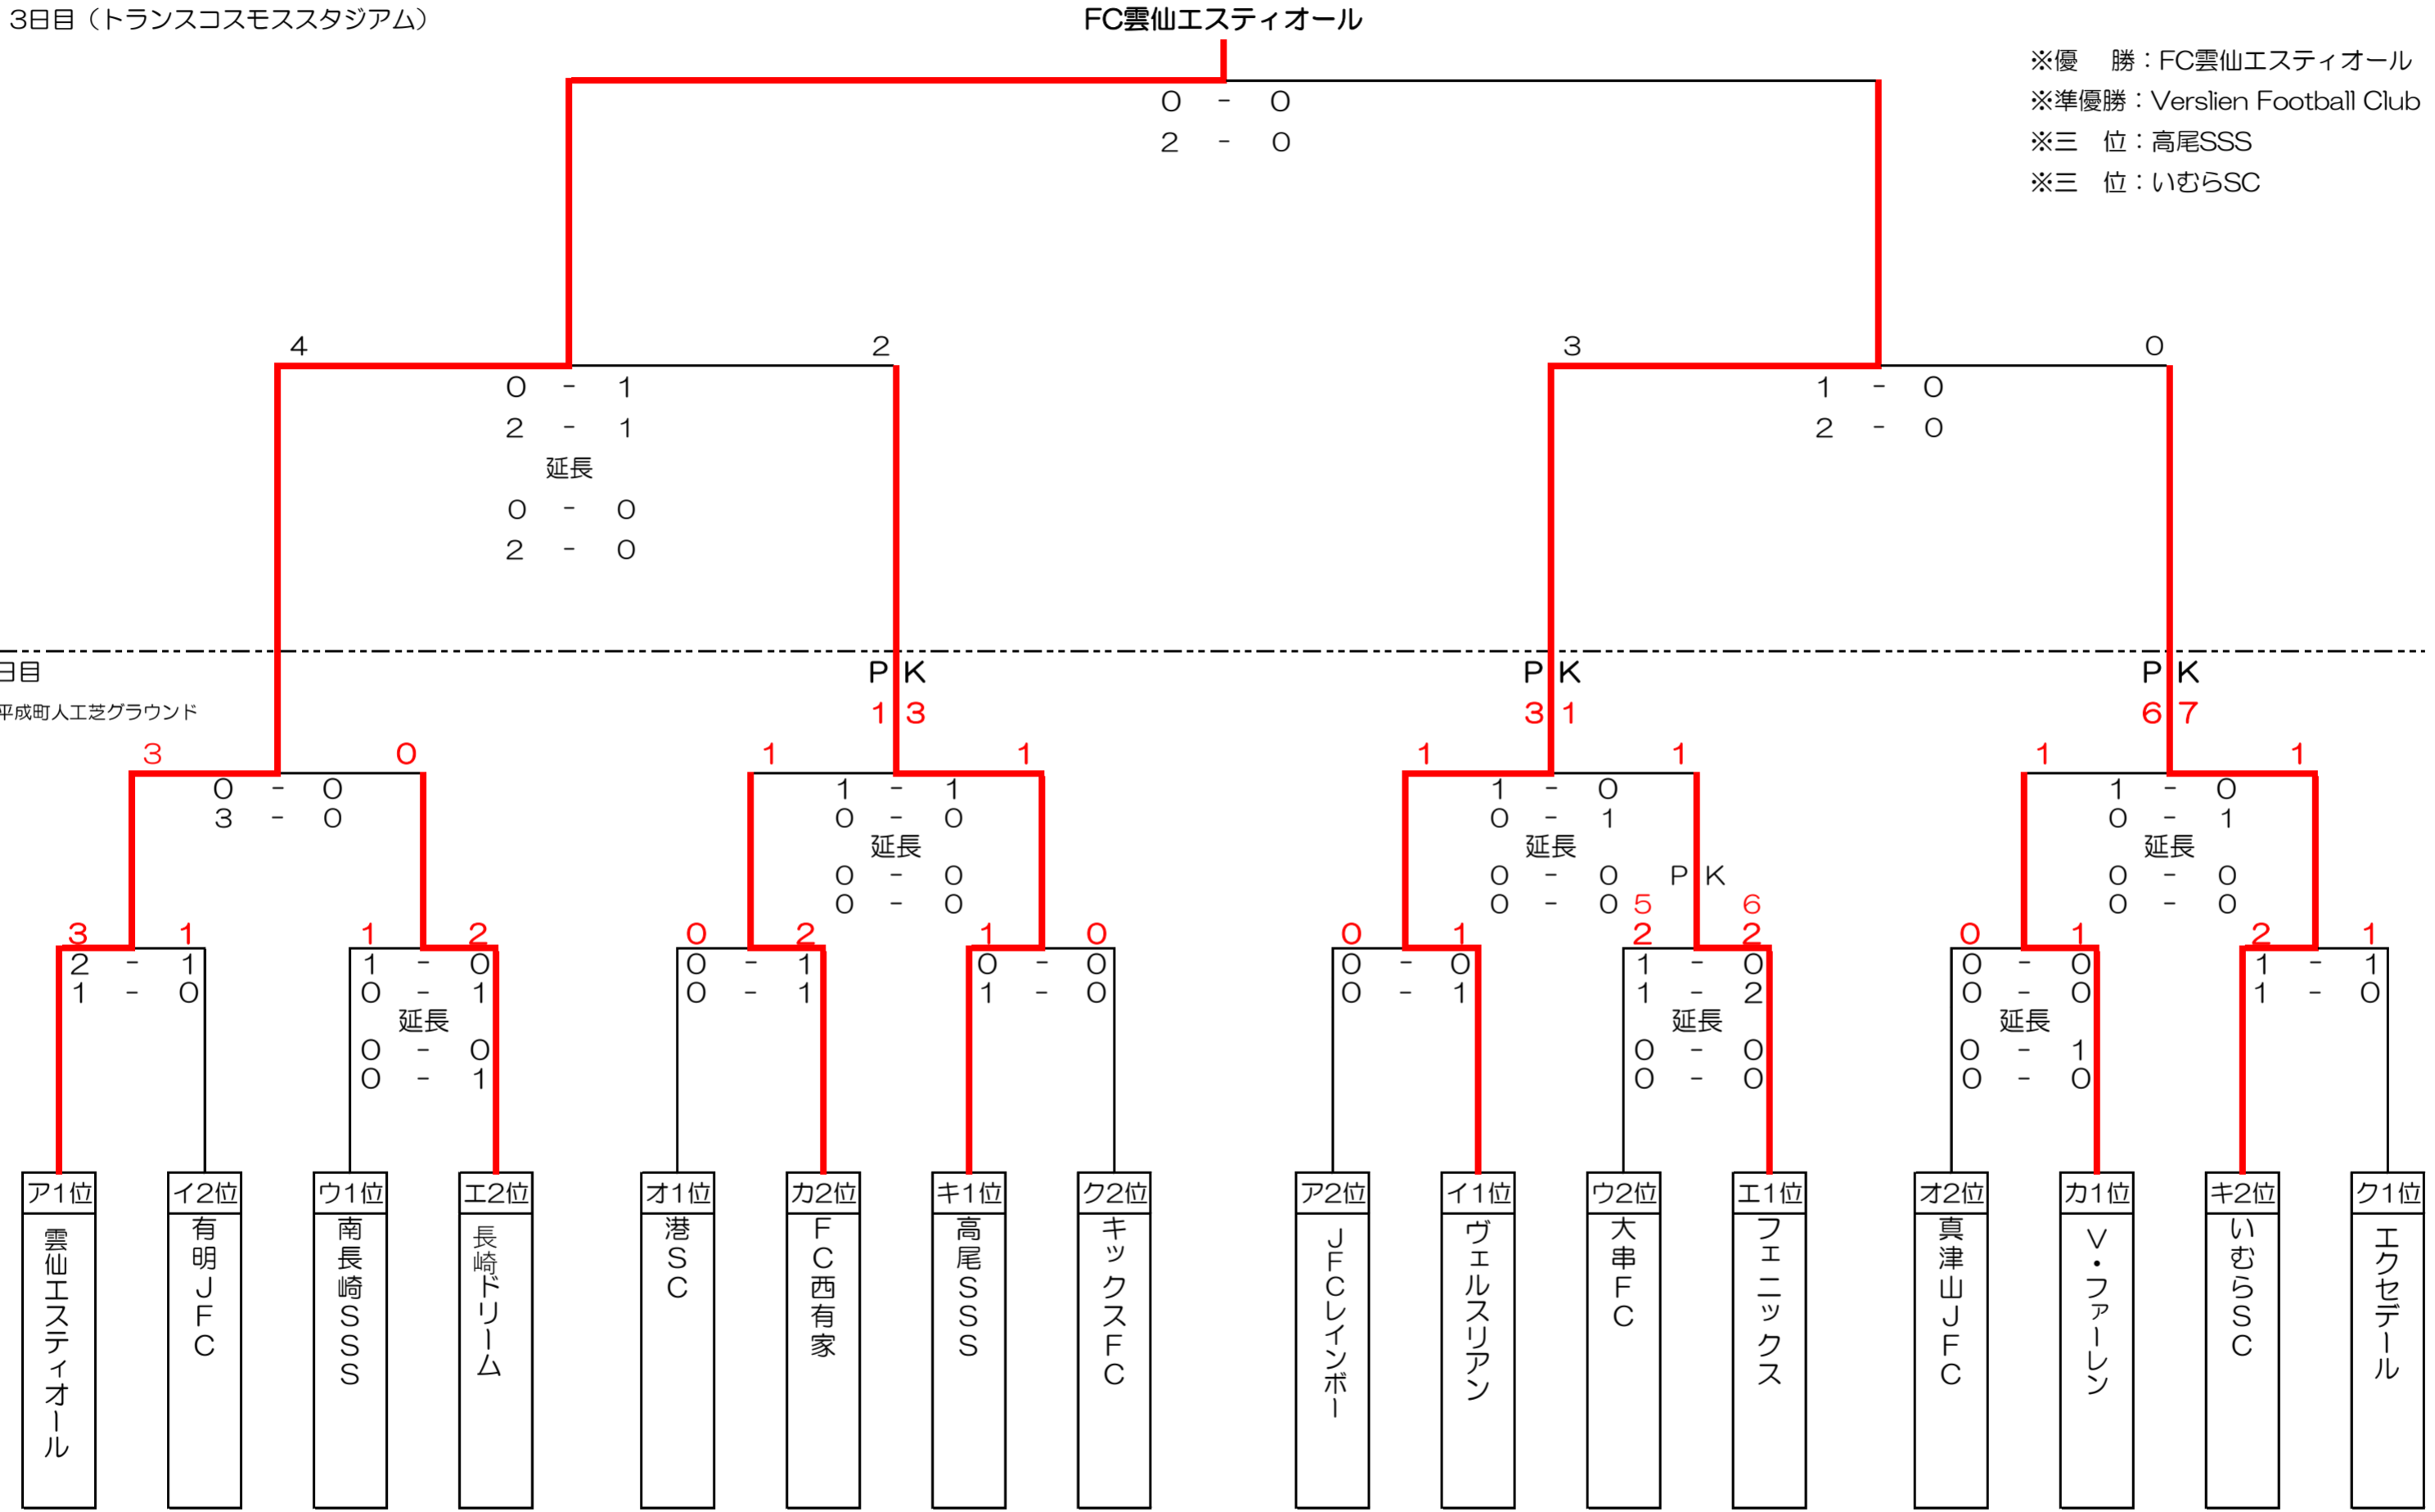 3日目（トランスコスモススタジアム）
FC雲仙エスティオール
※優　勝：FC雲仙エスティオール
※準優勝：Verslien Football Club
※三　位：高尾SSS
※三　位：いむらSC
0 - 0
2 - 0
4 2 3 0
0 - 1 1 - 0
2 - 1 2 - 0
延長
0 - 0
2 - 0
日目 PK PK PK
平成町人工芝グラウンド 1 3 3 1 6 7
3 0 1 1 1 1 1 1
0 - 0 1 - 1 1 - 0 1 - 0
3 - 0 0 - 0 0 - 1 0 - 1
延長 延長 延長
0 - 0 0 - 0 PK 0 - 0
0 - 0 0 - 0 5 6 0 - 0
3 1 1 2 0 2 1 0 0 1 2 2 0 1 2 1
2 - 1 1 - 0 0 - 1 0 - 0 0 - 0 1 - 0 0 - 0 1 - 1
1 - 0 0 - 1 0 - 1 1 - 0 0 - 1 1 - 2 0 - 0 1 - 0
延長 延長 延長
0 - 0 0 - 0 0 - 1
0 - 1 0 - 0 0 - 0
ア1位 イ2位 ウ1位 エ2位 オ1位 カ2位 キ1位 ク2位 ア2位 イ1位 ウ2位 エ1位 オ2位 カ1位 キ2位 ク1位
雲仙エスティオール
有明JFC
南長崎SSS
長崎ドリーム
港SC
FC西有家
高尾SSS
キックスFC
JFCレインボー
ヴェルスリアン
大串FC
フェニックス
真津山JFC
V・ファーレン
いむらSC
エクセデール